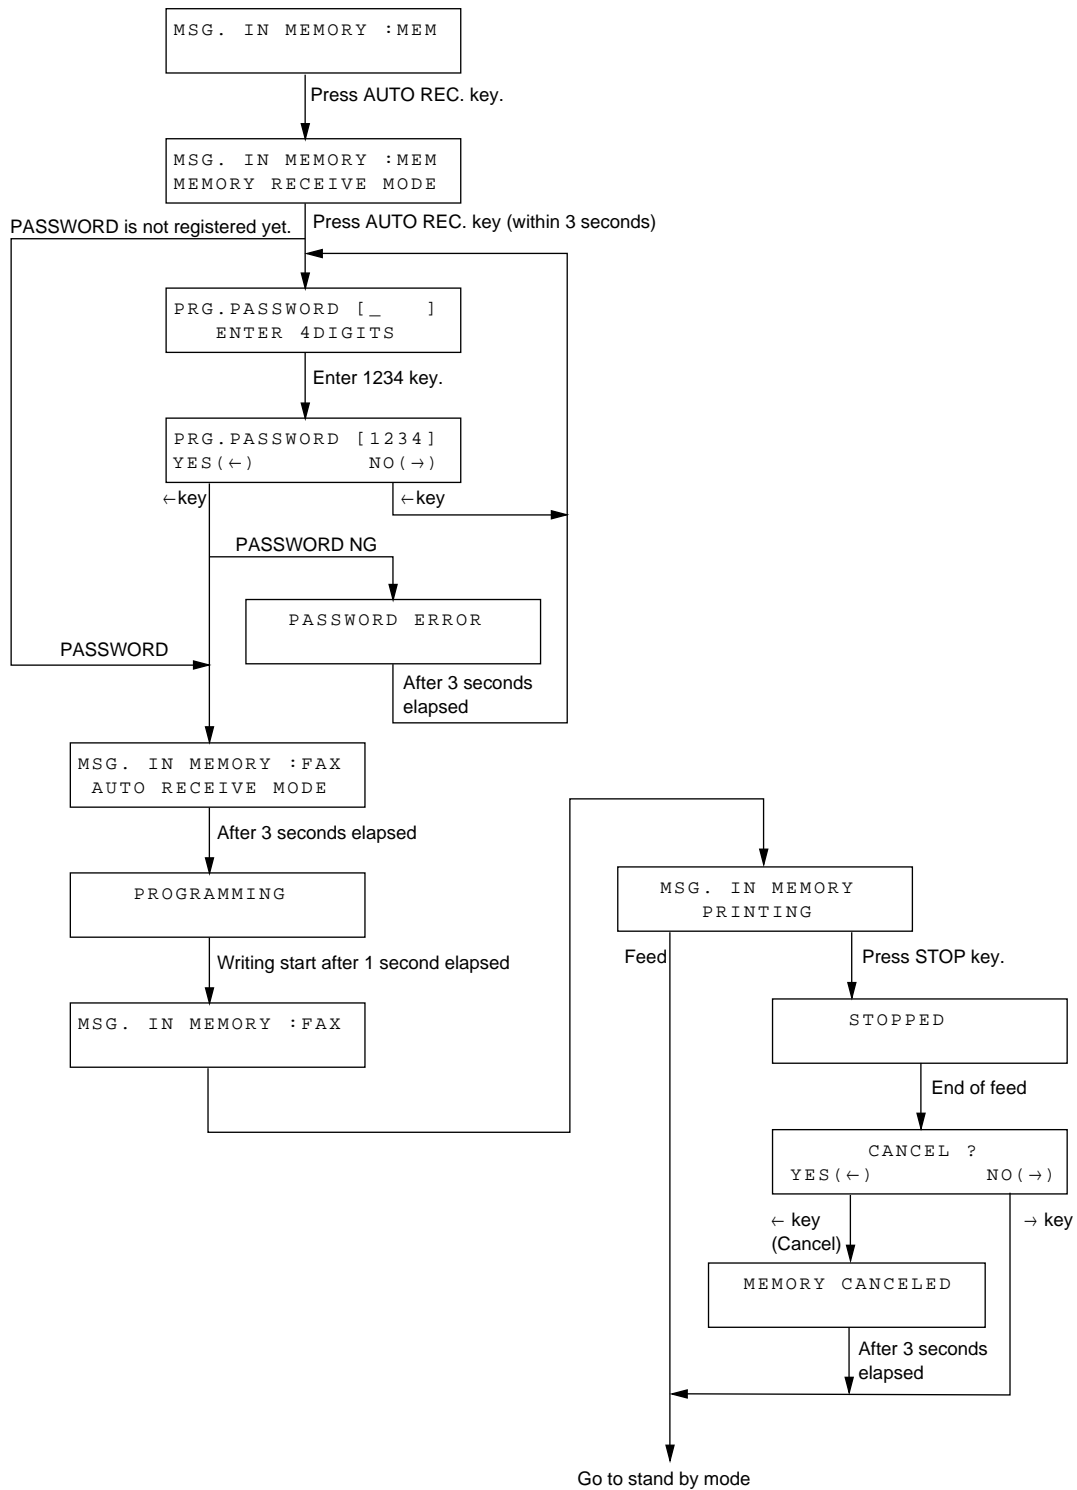 MSG. IN MEMORY :MEM
Press AUTO REC. key.
MSG. IN MEMORY :MEM
MEMORY RECEIVE MODE
PASSWORD is not registered yet.
Press AUTO REC. key (within 3 seconds)
PRG.PASSWORD [_ ]
ENTER 4DIGITS
Enter 1234 key.
PRG.PASSWORD [1234]
YES(←) NO(→)
←key
←key
PASSWORD NG
PASSWORD ERROR
PASSWORD
After 3 seconds
elapsed
MSG. IN MEMORY :FAX
AUTO RECEIVE MODE
After 3 seconds elapsed
PROGRAMMING
Writing start after 1 second elapsed
MSG. IN MEMORY :FAX
MSG. IN MEMORY
PRINTING
Feed
Press STOP key.
STOPPED
End of feed
CANCEL ?
YES(←) NO(→)
← key
(Cancel)
→ key
MEMORY CANCELED
After 3 seconds
elapsed
Go to stand by mode